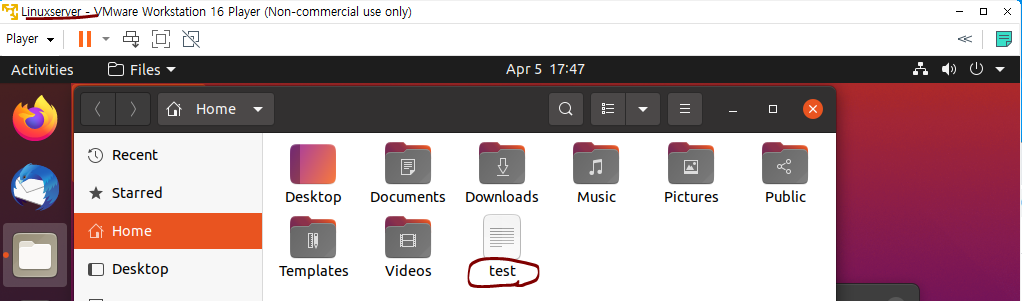 Linuxserver - VMware Workstation 16 Player (Non-commercial use only)
Player
Activities Files Apr 5 17:47
Home
Recent
Starred
Home
Desktop
Desktop Documents Downloads Music Pictures Public
Templates Videos test